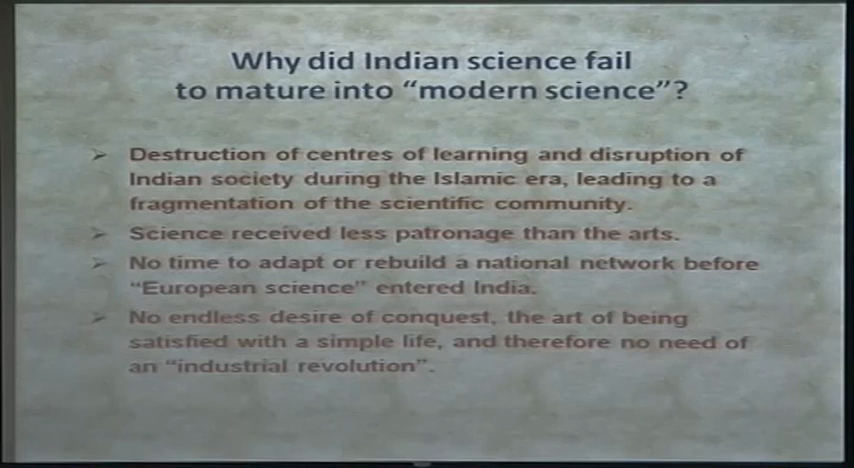 Why did Indian science fail
to mature into “modern science”?
➢ Destruction of centres of learning and disruption of
Indian society during the Islamic era, leading to a
fragmentation of the scientific community.
➢ Science received less patronage than the arts.
➢ No time to adapt or rebuild a national network before
“European science” entered India.
➢ No endless desire of conquest, the art of being
satisfied with a simple life, and therefore no need of
an “industrial revolution”.